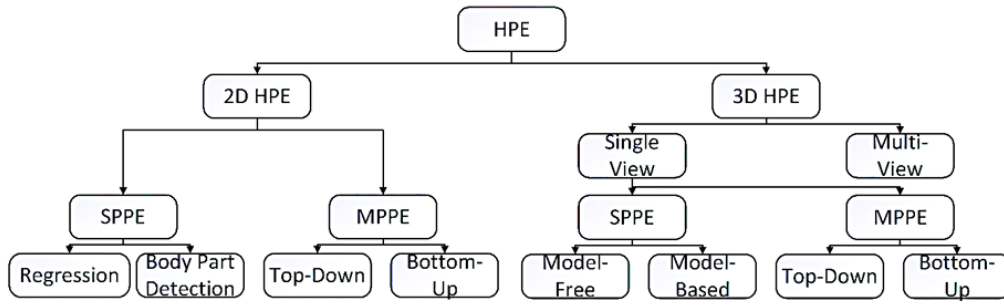 HPE
2D HPE
3D HPE
Single
View
Multi-
View
SPPE
MPPE
SPPE
MPPE
Regression
Body Part
Detection
Top-Down
Bottom-
Up
Model-
Free
Model-
Based
Top-Down
Bottom-
Up